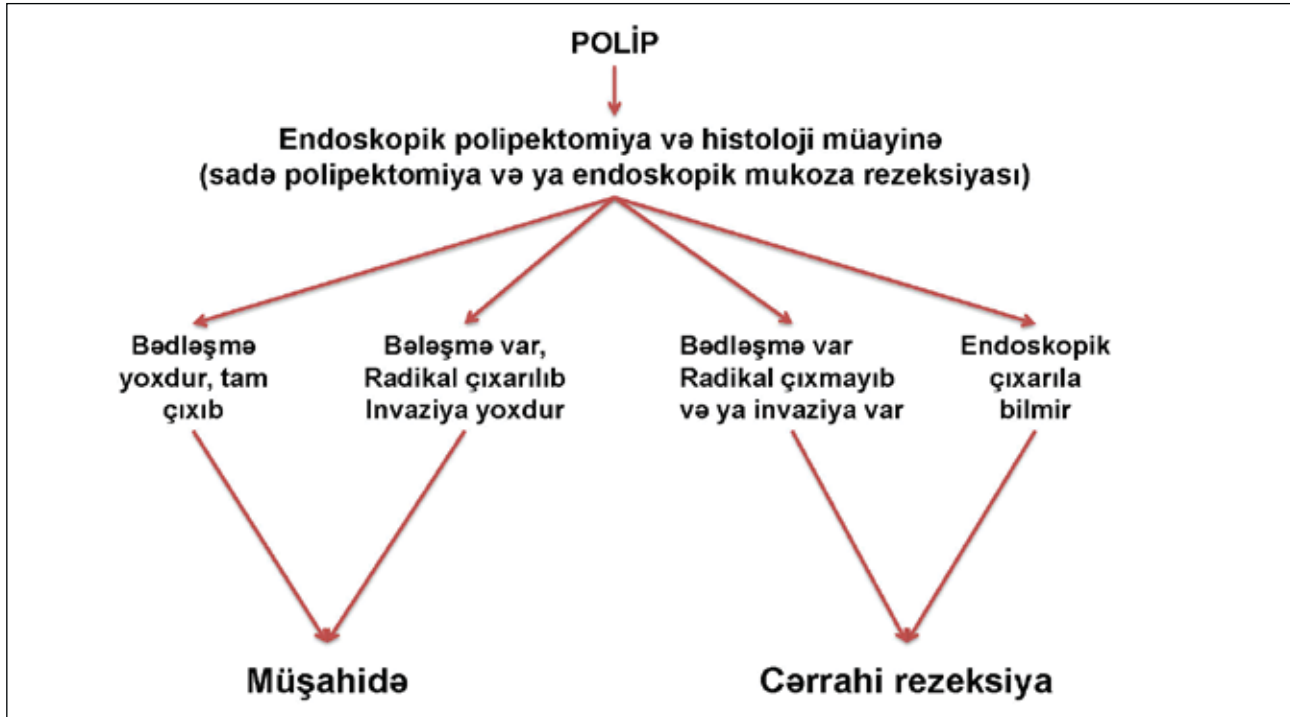 POLİP
Endoskopik polipektomiya və histoloji müayinə
(sadə polipektomiya və ya endoskopik mukoza rezeksiyası)
Bədləşmə
yoxdur, tam
çıxıb
Bələşmə var,
Radikal çıxarılıb
Invaziya yoxdur
Bədləşmə var
Radikal çıxmayıb
və ya invaziya var
Endoskopik
çıxarıla
bilmir
Müşahidə
Cərrahi rezeksiya